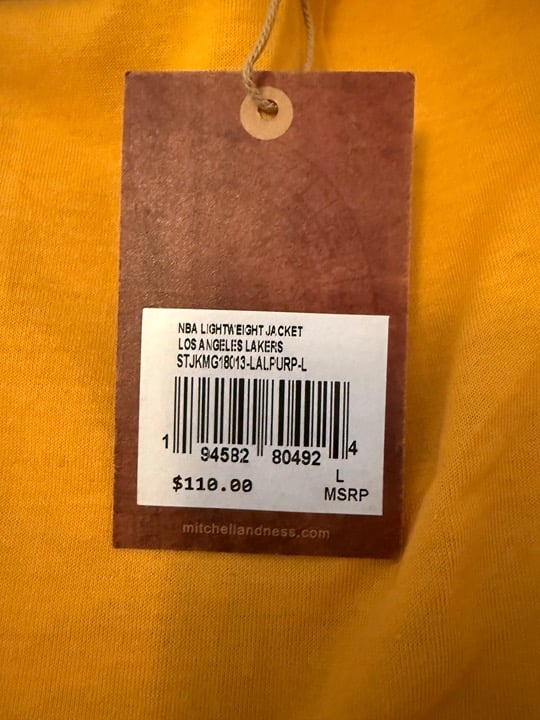 NBA LIGHTWEIGHT JACKET
LOS ANGELES LAKERS
STJKMG18013-LALPURP-L
1 94582 80492 4
$110.00
L
MSRP
mitchellandness.com